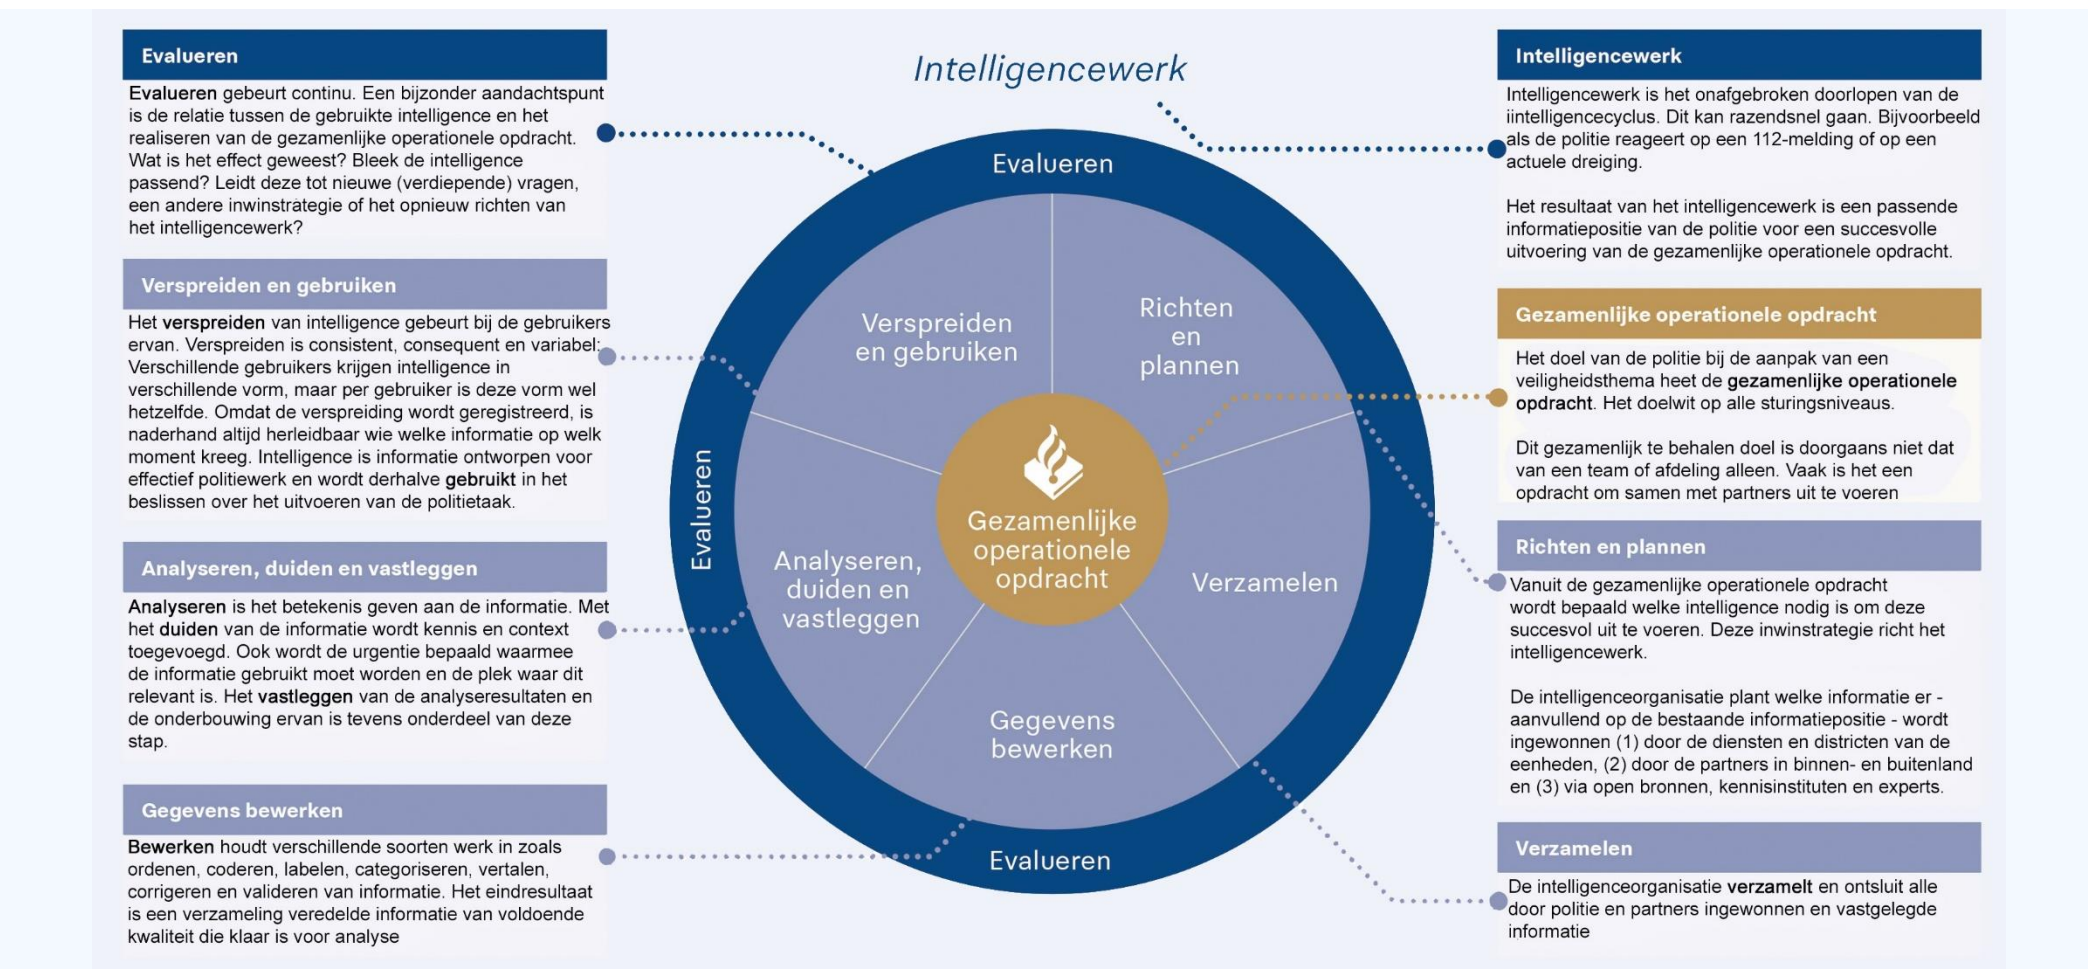 Evalueren
Evalueren gebeurt continu. Een bijzonder aandachtspunt
is de relatie tussen de gebruikte intelligence en het
realiseren van de gezamenlijke operationele opdracht.
Wat is het effect geweest? Bleek de intelligence
passend? Leidt deze tot nieuwe (verdiepende) vragen,
een andere inwinstrategie of het opnieuw richten van
het intelligencewerk?
Verspreiden en gebruiken
Het verspreiden van intelligence gebeurt bij de gebruikers
ervan. Verspreiden is consistent, consequent en variabel:
Verschillende gebruikers krijgen intelligence in
verschillende vorm, maar per gebruiker is deze vorm wel
hetzelfde. Omdat de verspreiding wordt geregistreerd, is
naderhand altijd herleidbaar wie welke informatie op welk
moment kreeg. Intelligence is informatie ontworpen voor
effectief politiewerk en wordt derhalve gebruikt in het
beslissen over het uitvoeren van de politietaak.
Analyseren, duiden en vastleggen
Analyseren is het betekenis geven aan de informatie. Met
het duiden van de informatie wordt kennis en context
toegevoegd. Ook wordt de urgentie bepaald waarmee
de informatie gebruikt moet worden en de plek waar dit
relevant is. Het vastleggen van de analyseresultaten en
de onderbouwing ervan is tevens onderdeel van deze
stap.
Gegevens bewerken
Bewerken houdt verschillende soorten werk in zoals
ordenen, coderen, labelen, categoriseren, vertalen,
corrigeren en valideren van informatie. Het eindresultaat
is een verzameling veredelde informatie van voldoende
kwaliteit die klaar is voor analyse
Intelligencewerk
Evalueren
Verspreiden
en gebruiken
Richten
en
plannen
Evalueren
Gezamenlijke
operationele
opdracht
Analyseren,
duiden en
vastleggen
Verzamelen
Gegevens
bewerken
Evalueren
Intelligencewerk
Intelligencewerk is het onafgebroken doorlopen van de
iintelligencecyclus. Dit kan razendsnel gaan. Bijvoorbeeld
als de politie reageert op een 112-melding of op een
actuele dreiging.
Het resultaat van het intelligencewerk is een passende
informatiepositie van de politie voor een succesvolle
uitvoering van de gezamenlijke operationele opdracht.
Gezamenlijke operationele opdracht
Het doel van de politie bij de aanpak van een
veiligheidsthema heet de gezamenlijke operationele
opdracht. Het doelwit op alle sturingsniveaus.
Dit gezamenlijk te behalen doel is doorgaans niet dat
van een team of afdeling alleen. Vaak is het een
opdracht om samen met partners uit te voeren
Richten en plannen
Vanuit de gezamenlijke operationele opdracht
wordt bepaald welke intelligence nodig is om deze
succesvol uit te voeren. Deze inwinstrategie richt het
intelligencewerk.
De intelligenceorganisatie plant welke informatie er -
aanvullend op de bestaande informatiepositie - wordt
ingewonnen (1) door de diensten en districten van de
eenheden, (2) door de partners in binnen- en buitenland
en (3) via open bronnen, kennisinstituten en experts.
Verzamelen
De intelligenceorganisatie verzamelt en ontsluit alle
door politie en partners ingewonnen en vastgelegde
informatie